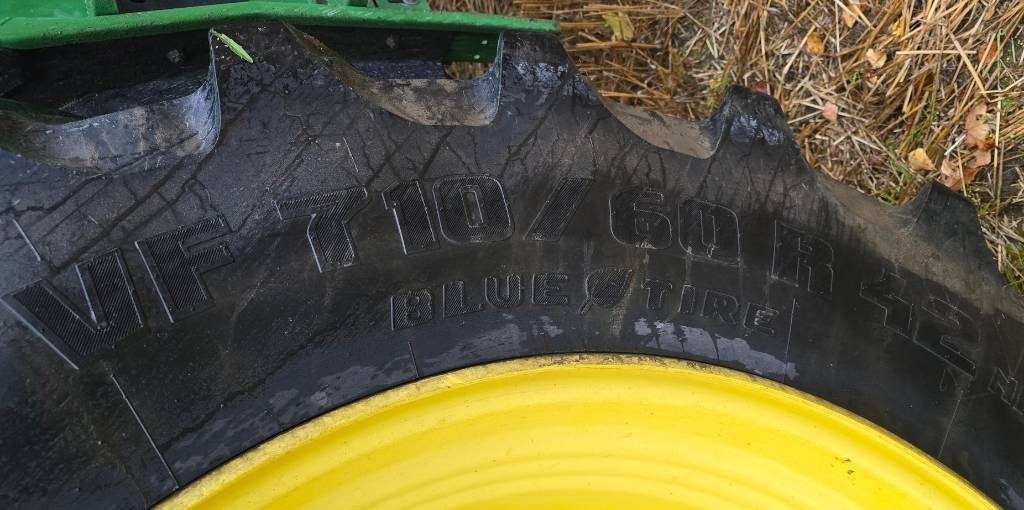 VF 710/60 R 42 N
BLUE TIRE